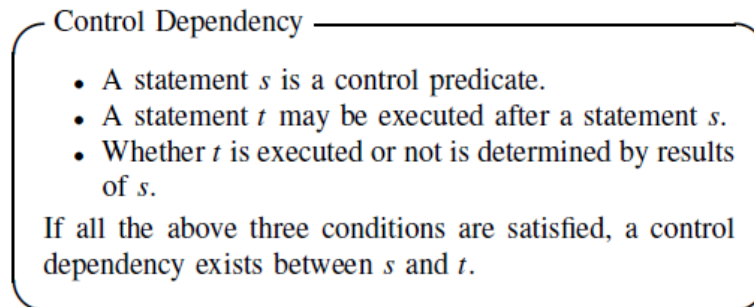 Control Dependency
• A statement s is a control predicate.
• A statement t may be executed after a statement s.
• Whether t is executed or not is determined by results
of s.
If all the above three conditions are satisfied, a control
dependency exists between s and t.